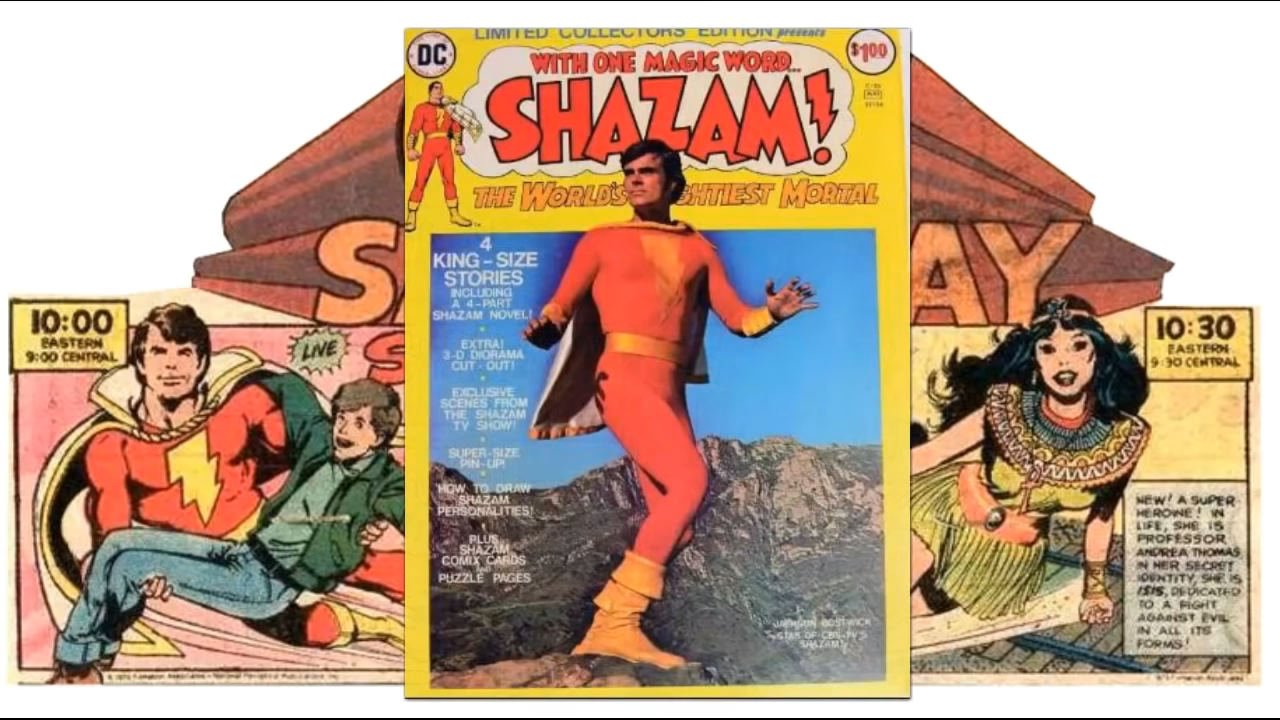 LIMITED COLLECTORS' EDITION presents
DC
$1.00
WITH ONE MAGIC WORD...
SHAZAM!
THE WORLD'S
GHTIEST MORTAL
4
KING-SIZE
STORIES
INCLUDING
A 4-PART
SHAZAM NOVEL!
EXTRA!
3-D DIORAMA
CUT-OUT!
EXCLUSIVE
SCENES FROM
THE SHAZAM
TV SHOW!
SUPER-SIZE
PIN-UP!
HOW TO DRAW
SHAZAM
PERSONALITIES!
PLUS
SHAZAM
COMIX CARDS
AND
PUZZLE PAGES
JACKSON BOSTWICK
STAR OF CBS-TV'S
SHAZAM!
S
AY
10:00
EASTERN
9:00 CENTRAL
LIVE
S
10:30
EASTERN
9:30 CENTRAL
NEW! A SUPER
HEROINE! IN
LIFE, SHE IS
PROFESSOR
ANDREA THOMAS
IN HER SECRET
IDENTITY, SHE IS
ISIS, DEDICATED
TO A FIGHT
AGAINST EVIL
IN ALL ITS
FORMS!